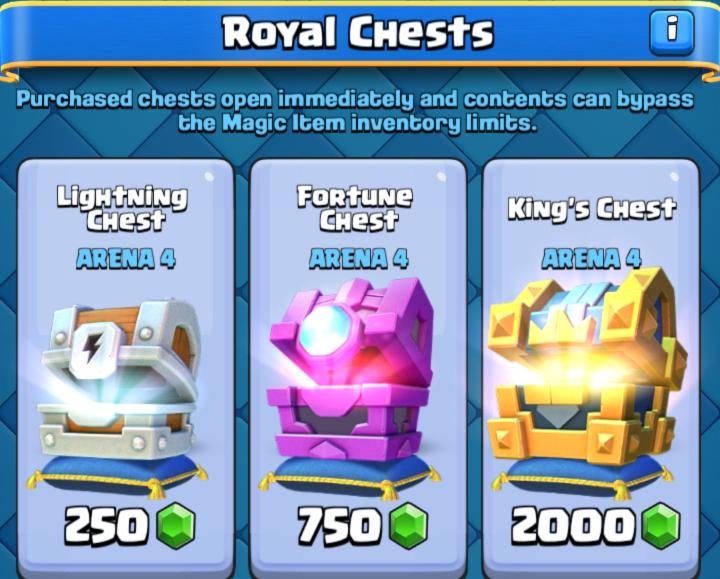 Royal Chests
i
Purchased chests open immediately and contents can bypass
the Magic Item inventory limits.
Lightning
Chest
ARENA 4
250
Fortune
Chest
ARENA 4
750
King's Chest
ARENA 4
2000